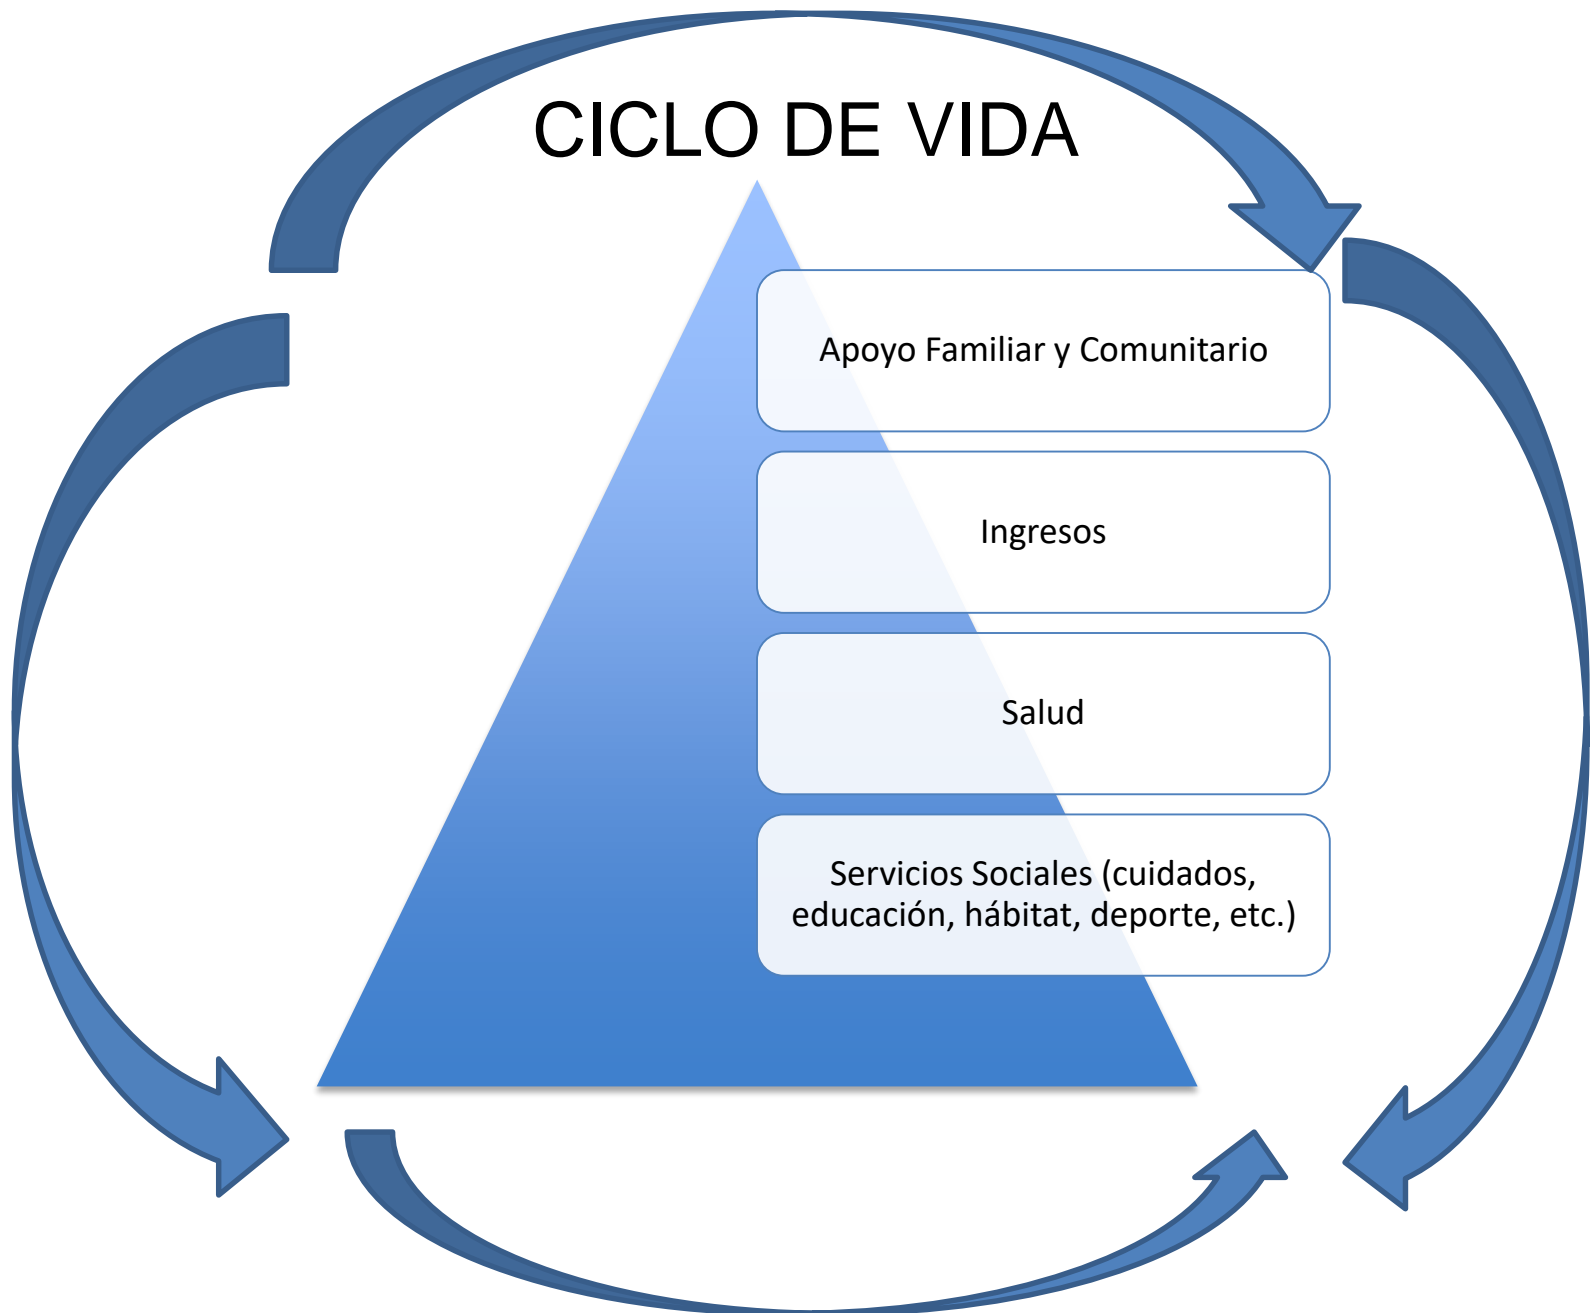 CICLO DE VIDA
Apoyo Familiar y Comunitario
Ingresos
Salud
Servicios Sociales (cuidados,
educación, hábitat, deporte, etc.)